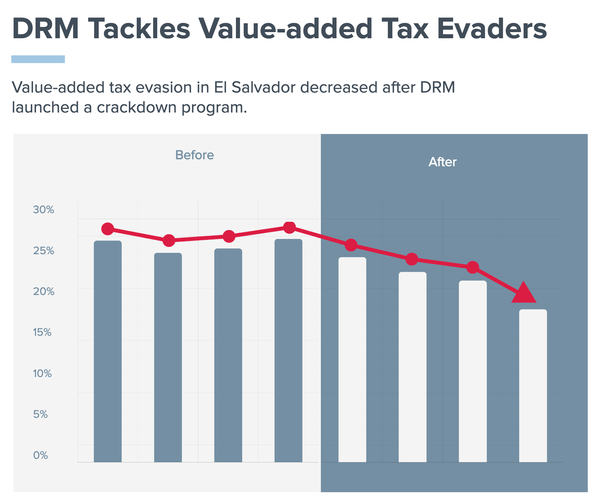 DRM Tackles Value-added Tax Evaders
Value-added tax evasion in El Salvador decreased after DRM
launched a crackdown program.
Before
After
30%
25%
20%
15%
10%
5%
0%